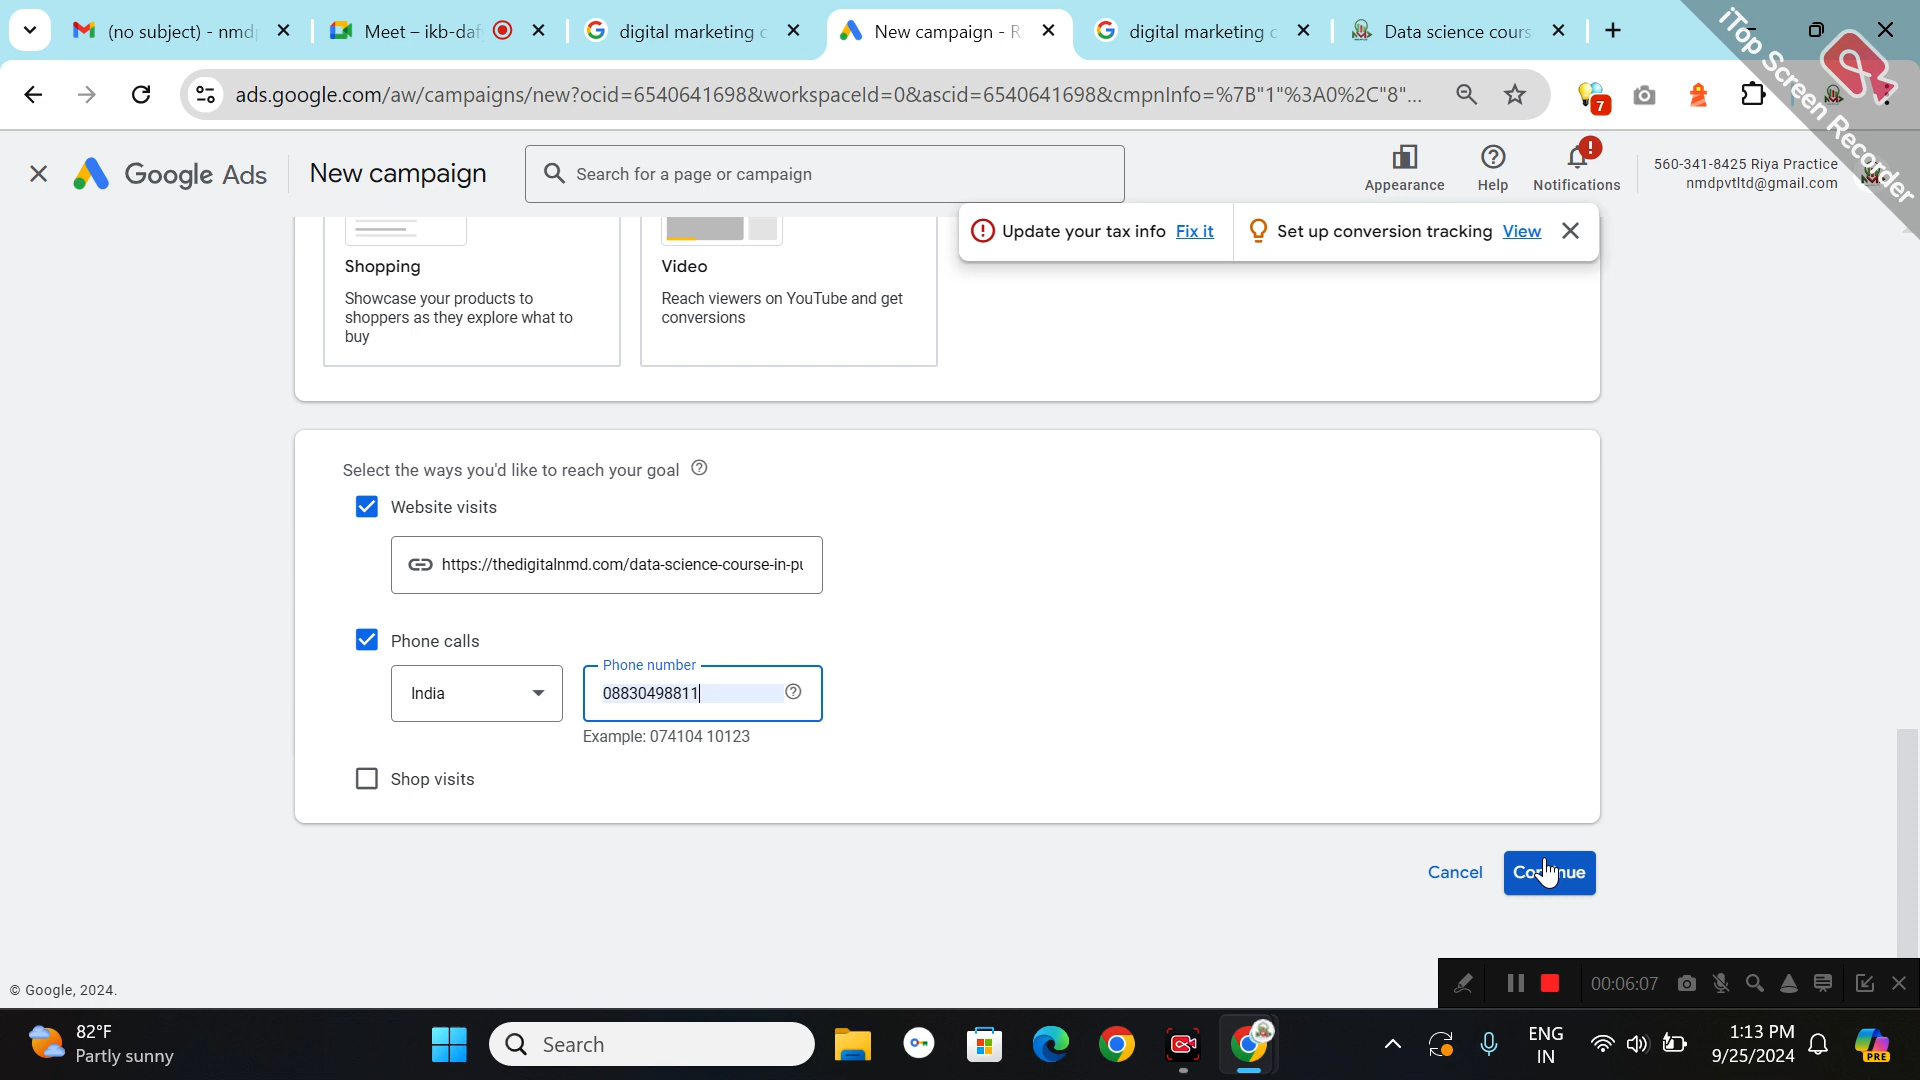 (no subject) - nmd
Meet – ikb-daf
digital marketing c
New campaign - R
digital marketing c
Data science cours
iTop Screen Recorder
ads.google.com/aw/campaigns/new?ocid=6540641698&workspaceId=0&ascid=6540641698&cmpnInfo=%7B"1"%3A0%2C"8"...
7
Google Ads
New campaign
Search for a page or campaign
Appearance
Help
Notifications
560-341-8425 Riya Practice
nmdpvtltd@gmail.com
Update your tax info Fix it
Set up conversion tracking View
Shopping
Showcase your products to
shoppers as they explore what to
buy
Video
Reach viewers on YouTube and get
conversions
Select the ways you'd like to reach your goal
Website visits
https://thedigitalnmd.com/data-science-course-in-pu
Phone calls
India
Phone number
08830498811
Example: 074104 10123
Shop visits
Cancel
Continue
© Google, 2024.
00:06:07
82°F
Partly sunny
Search
ENG
IN
1:13 PM
9/25/2024
PRE